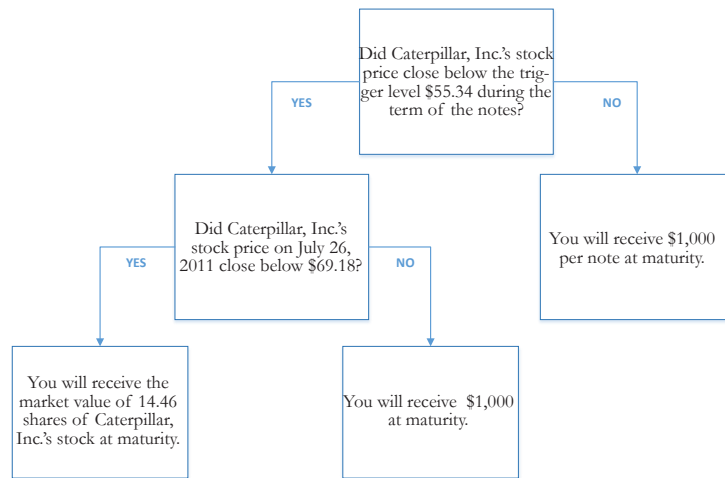 Did Caterpillar, Inc.'s stock
price close below the trig-
ger level $55.34 during the
term of the notes?
YES
NO
Did Caterpillar, Inc.'s
stock price on July 26,
2011 close below $69.18?
You will receive $1,000
per note at maturity.
YES
NO
You will receive the
market value of 14.46
shares of Caterpillar,
Inc.'s stock at maturity.
You will receive $1,000
at maturity.